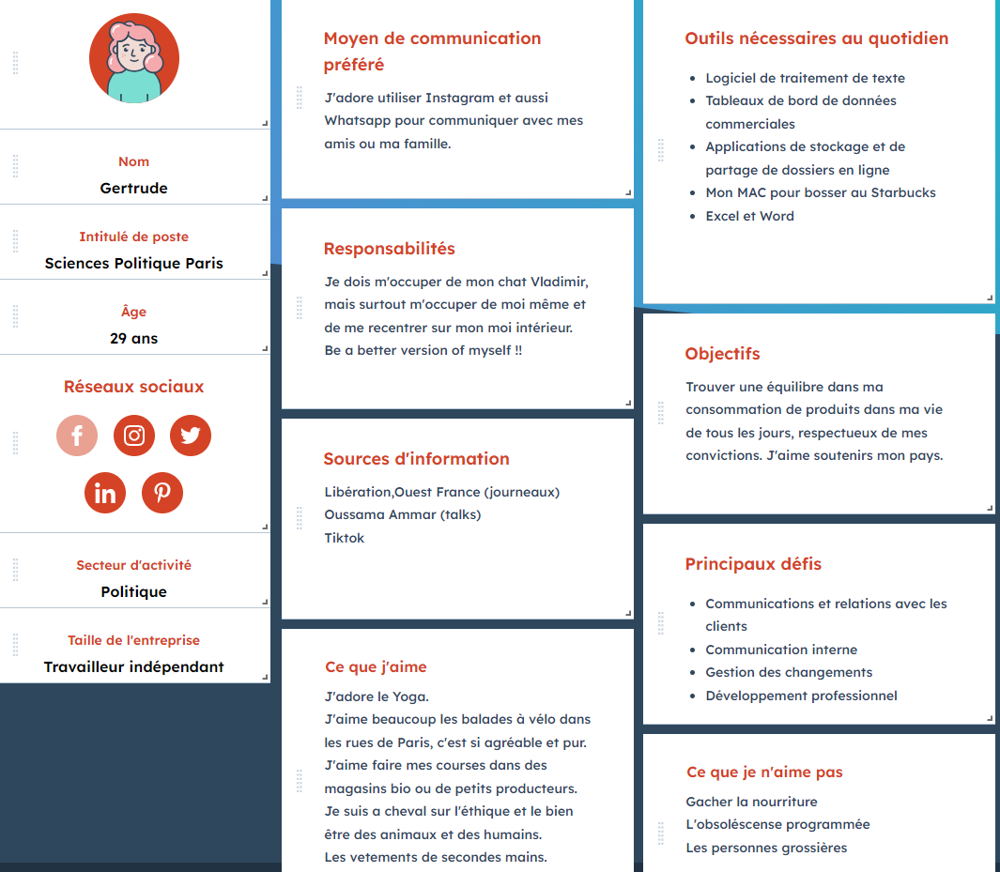 Nom
Gertrude
Intitulé de poste
Sciences Politique Paris
Âge
29 ans
Réseaux sociaux
Secteur d'activité
Politique
Taille de l'entreprise
Travailleur indépendant
Moyen de communication
préféré
J'adore utiliser Instagram et aussi
Whatsapp pour communiquer avec mes
amis ou ma famille.
Responsabilités
Je dois m'occuper de mon chat Vladimir,
mais surtout m'occuper de moi même et
de me recentrer sur mon moi intérieur.
Be a better version of myself !!
Sources d'information
Libération,Ouest France (journeaux)
Oussama Ammar (talks)
Tiktok
Ce que j'aime
J'adore le Yoga.
J'aime beaucoup les balades à vélo dans
les rues de Paris, c'est si agréable et pur.
J'aime faire mes courses dans des
magasins bio ou de petits producteurs.
Je suis a cheval sur l'éthique et le bien
être des animaux et des humains.
Les vetements de secondes mains.
Outils nécessaires au quotidien
Logiciel de traitement de texte
Tableaux de bord de données
commerciales
Applications de stockage et de
partage de dossiers en ligne
Mon MAC pour bosser au Starbucks
Excel et Word
Objectifs
Trouver une équilibre dans ma
consommation de produits dans ma vie
de tous les jours, respectueux de mes
convictions. J'aime soutenirs mon pays.
Principaux défis
Communications et relations avec les
clients
Communication interne
Gestion des changements
Développement professionnel
Ce que je n'aime pas
Gacher la nourriture
L'obsoléscense programmée
Les personnes grossières